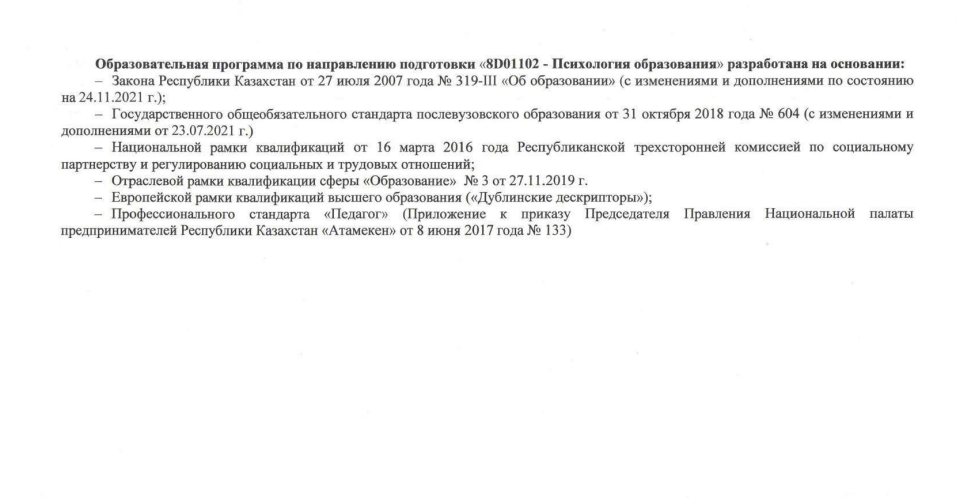 Образовательная программа по направлению подготовки «8D01102 - Психология образования» разработана на основании:
– Закона Республики Казахстан от 27 июля 2007 года № 319-III «Об образовании» (с изменениями и дополнениями по состоянию
на 24.11.2021 г.);
– Государственного общеобязательного стандарта послевузовского образования от 31 октября 2018 года № 604 (с изменениями и
дополнениями от 23.07.2021 г.)
– Национальной рамки квалификаций от 16 марта 2016 года Республиканской трехсторонней комиссией по социальному
партнерству и регулированию социальных и трудовых отношений;
– Отраслевой рамки квалификации сферы «Образование» № 3 от 27.11.2019 г.
– Европейской рамки квалификаций высшего образования («Дублинские дескрипторы»);
– Профессионального стандарта «Педагог» (Приложение к приказу Председателя Правления Национальной палаты
предпринимателей Республики Казахстан «Атамекен» от 8 июня 2017 года № 133)